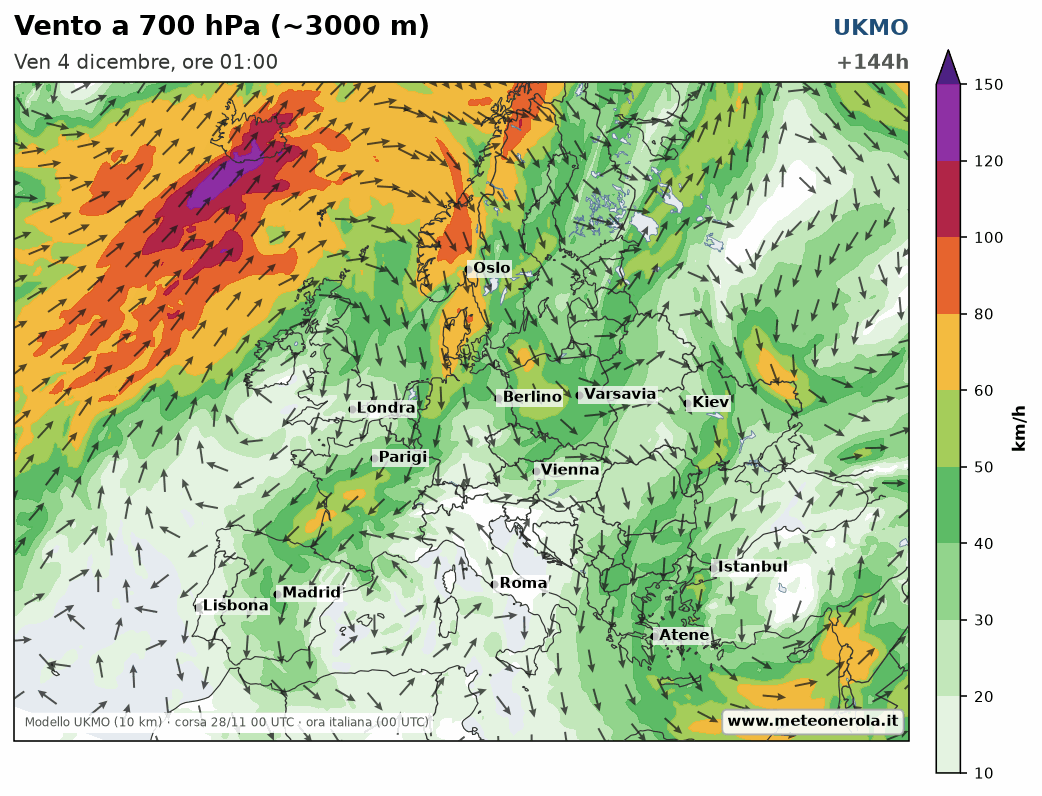 Vento a 700 hPa (~3000 m)
UKMO
Ven 4 dicembre, ore 01:00
+144h
150
120
100
80
60
50
40
30
20
10
km/h
Oslo
Berlino
Varsavia
Kiev
Londra
Parigi
Vienna
Istanbul
Roma
Madrid
Lisbona
Atene
Modello UKMO (10 km) · corsa 28/11 00 UTC · ora italiana (00 UTC)
www.meteonerola.it